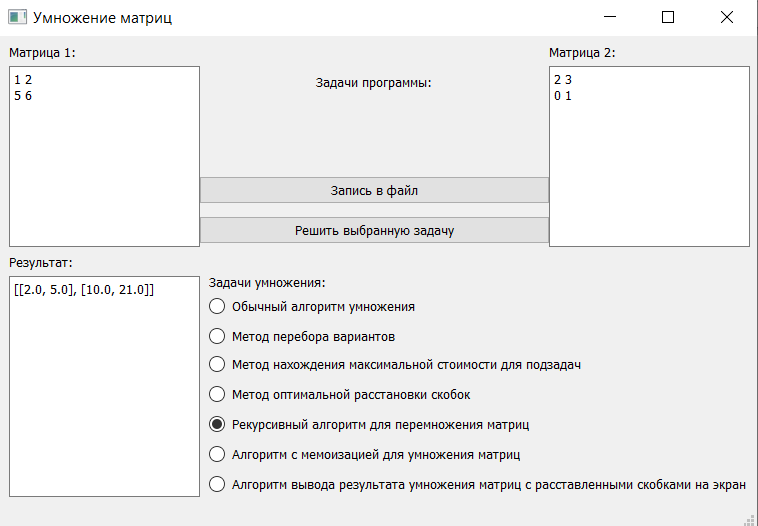 Умножение матриц
Матрица 1:
1 2
5 6
Задачи программы:
Запись в файл
Решить выбранную задачу
Матрица 2:
2 3
0 1
Результат:
[[2.0, 5.0], [10.0, 21.0]]
Задачи умножения:
Обычный алгоритм умножения
Метод перебора вариантов
Метод нахождения максимальной стоимости для подзадач
Метод оптимальной расстановки скобок
Рекурсивный алгоритм для перемножения матриц
Алгоритм с мемоизацией для умножения матриц
Алгоритм вывода результата умножения матриц с расставленными скобками на экран